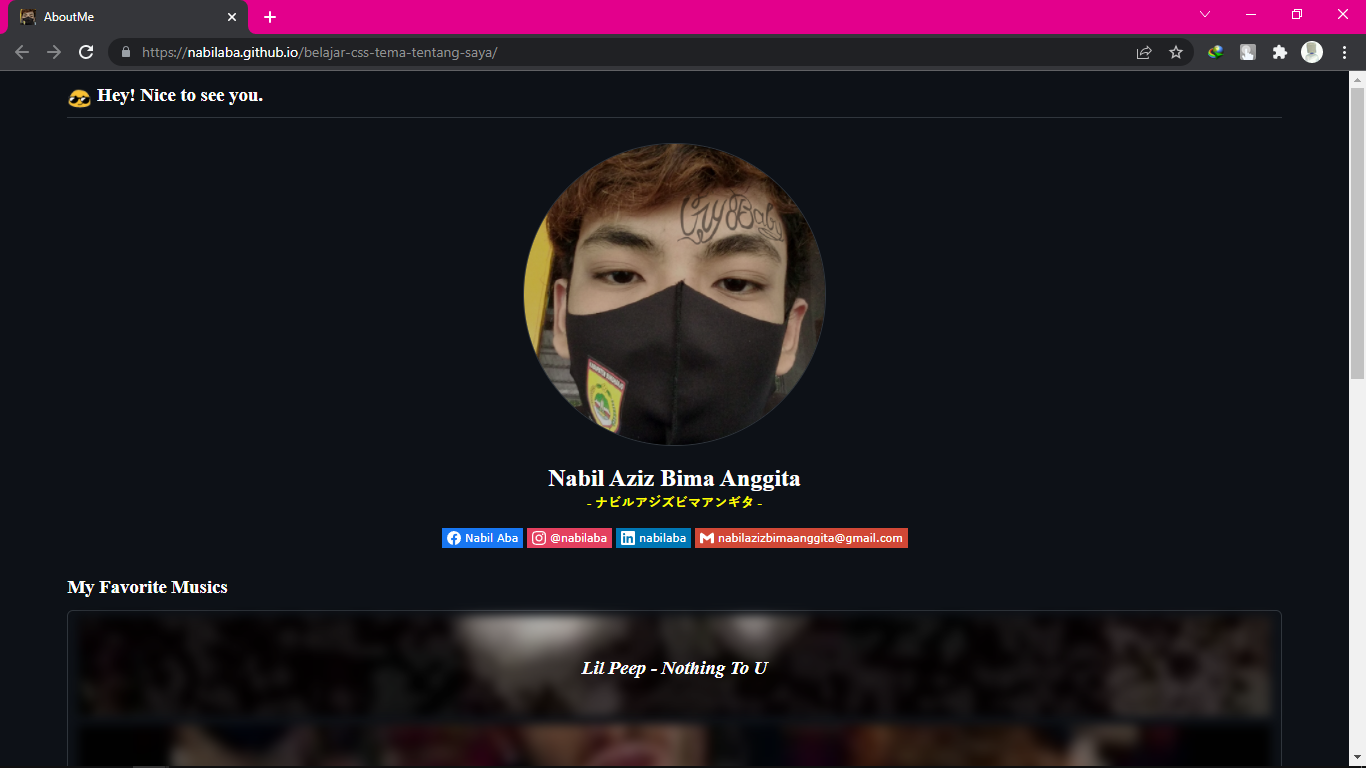 AboutMe
https://nabilaba.github.io/belajar-css-tema-tentang-saya/
Hey! Nice to see you.
Cry Baby
Nabil Aziz Bima Anggita
- ナビルアジズビマアンギタ -
Nabil Aba @nabilaba nabilaba nabilazizbimaanggita@gmail.com
My Favorite Musics
Lil Peep - Nothing To U